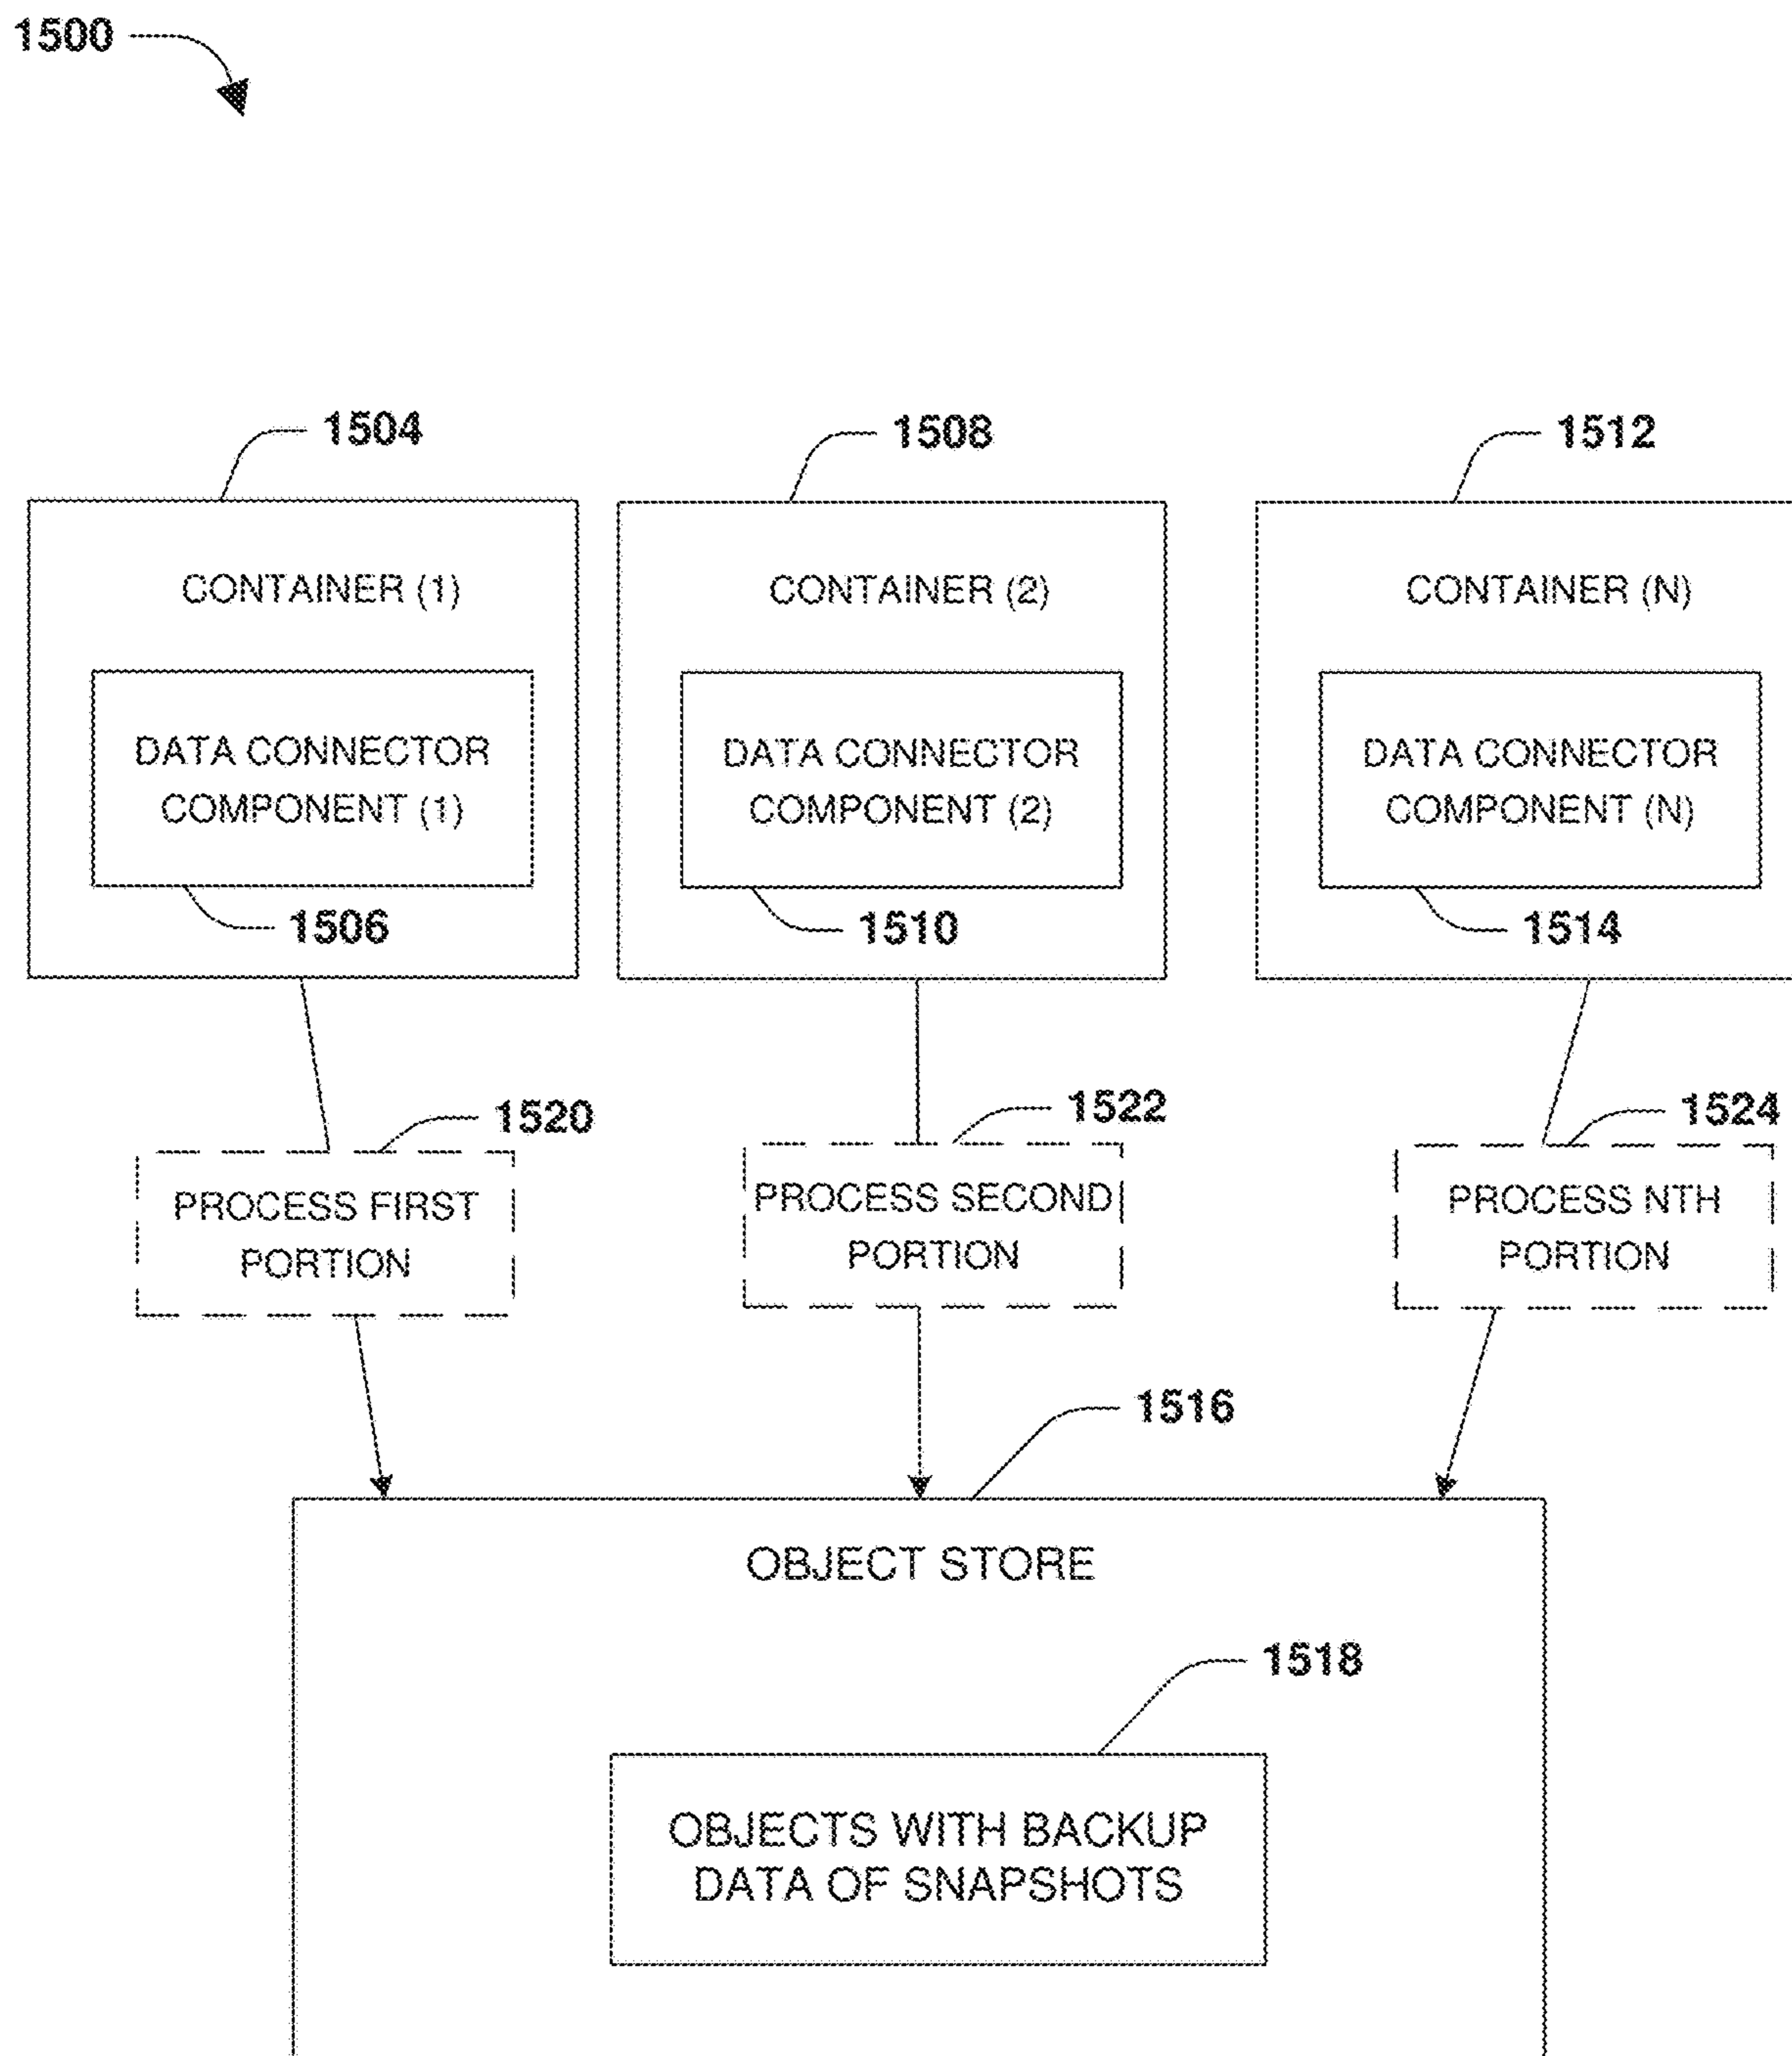 1500
1504
1508
1512
CONTAINER (1)
CONTAINER (2)
CONTAINER (N)
DATA CONNECTOR
COMPONENT (1)
DATA CONNECTOR
COMPONENT (2)
DATA CONNECTOR
COMPONENT (N)
1506
1510
1514
1520
1522
1524
PROCESS FIRST
PORTION
PROCESS SECOND
PORTION
PROCESS NTH
PORTION
1516
OBJECT STORE
1518
OBJECTS WITH BACKUP
DATA OF SNAPSHOTS